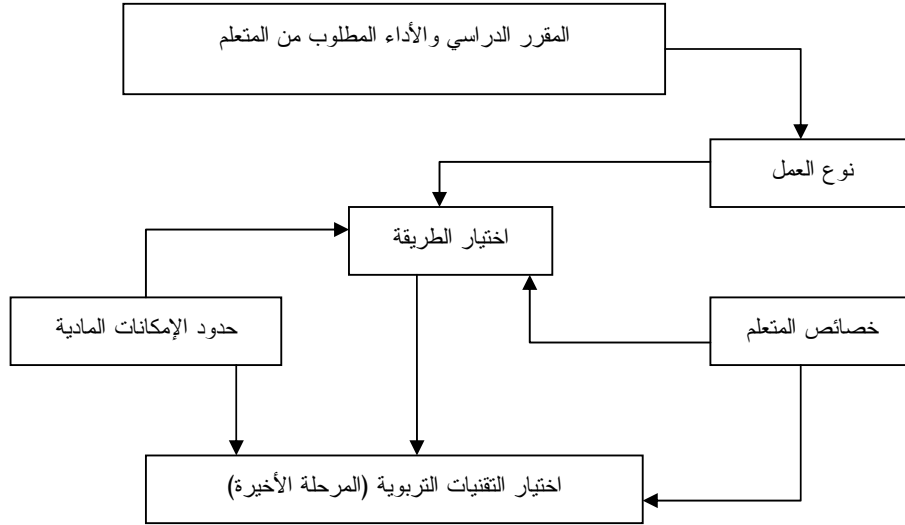 المقرر الدراسي والأداء المطلوب من المتعلم
نوع العمل
اختيار الطريقة
خصائص المتعلم
حدود الإمكانات المادية
اختيار التقنيات التربوية (المرحلة الأخيرة)